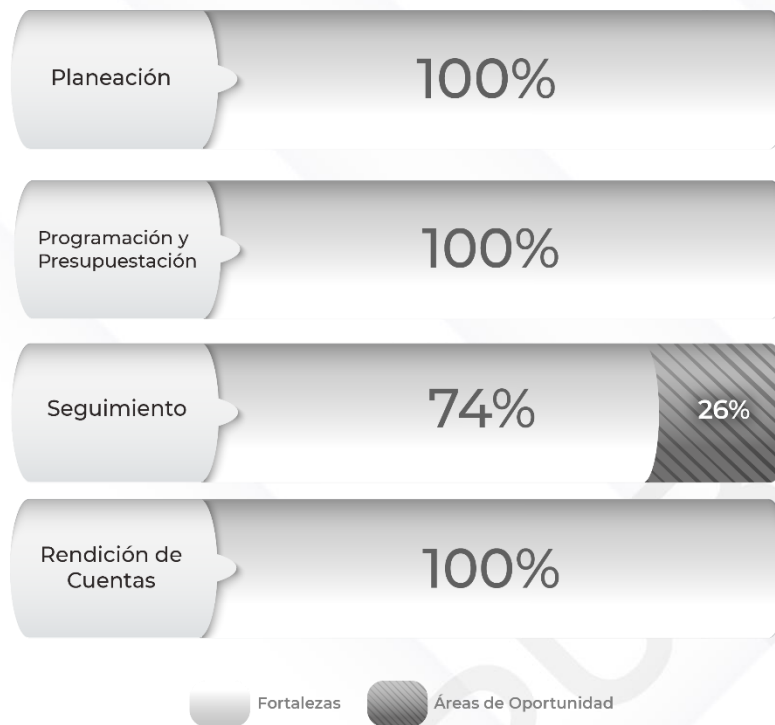 Planeación
100%
Programación y
Presupuestación
100%
Seguimiento
74%
26%
Rendición de
Cuentas
100%
Fortalezas
Áreas de Oportunidad